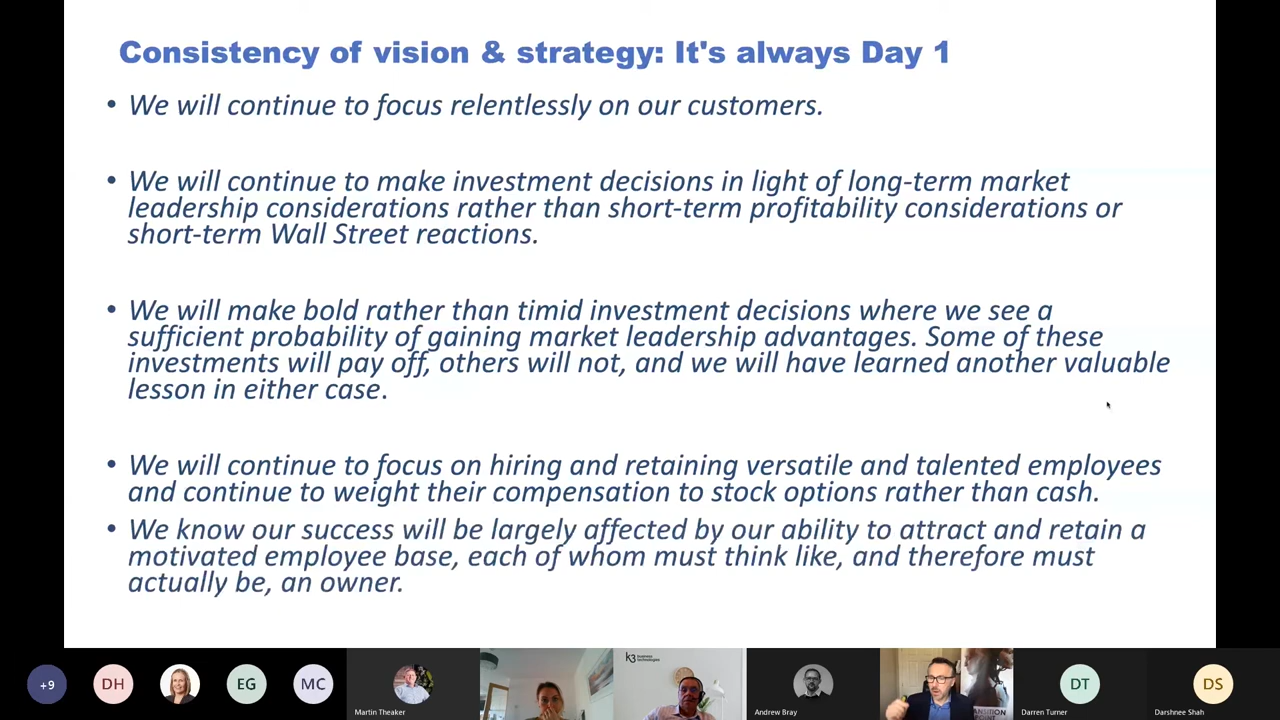 Consistency of vision & strategy: It's always Day 1
• We will continue to focus relentlessly on our customers.
• We will continue to make investment decisions in light of long-term market
leadership considerations rather than short-term profitability considerations or
short-term Wall Street reactions.
• We will make bold rather than timid investment decisions where we see a
sufficient probability of gaining market leadership advantages. Some of these
investments will pay off, others will not, and we will have learned another valuable
lesson in either case.
• We will continue to focus on hiring and retaining versatile and talented employees
and continue to weight their compensation to stock options rather than cash.
• We know our success will be largely affected by our ability to attract and retain a
motivated employee base, each of whom must think like, and therefore must
actually be, an owner.
k3 business
technologies
+9
DH
EG
MC
Martin Theaker
Andrew Bray
DT
Darren Turner
DS
Darshnee Shah